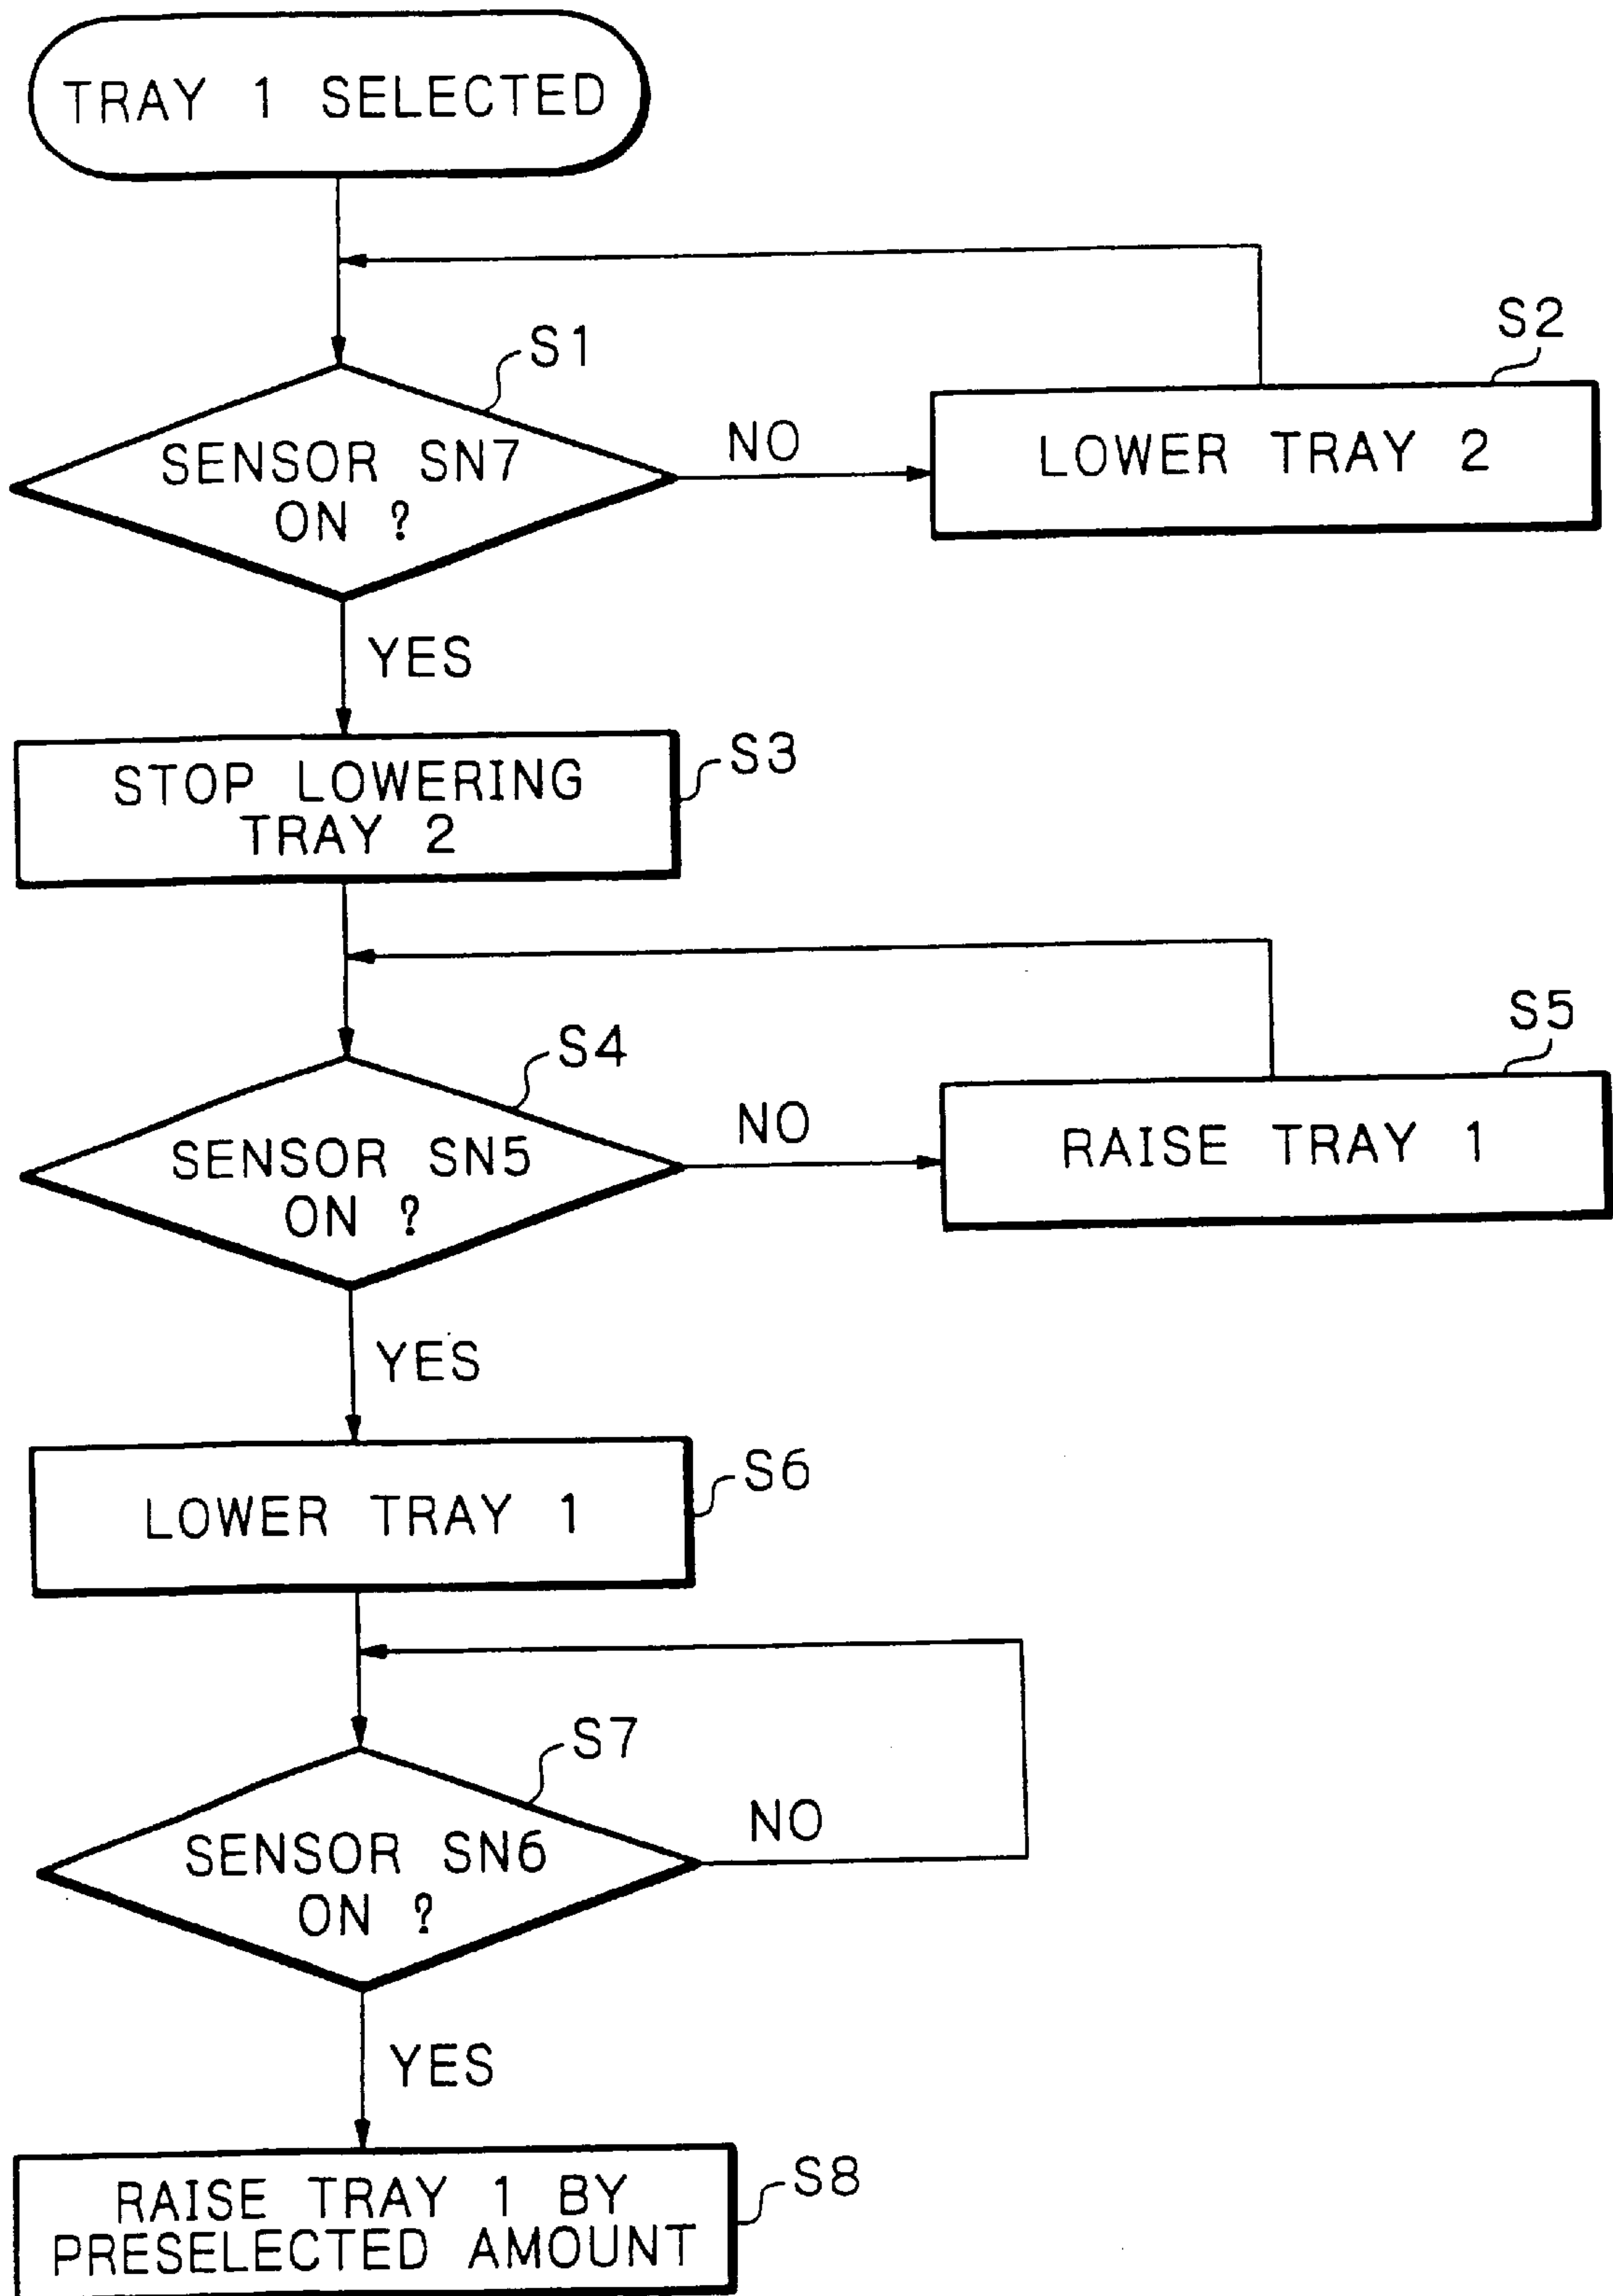 TRAY 1 SELECTED
S1
S2
SENSOR SN7
ON ?
NO
LOWER TRAY 2
YES
STOP LOWERING
TRAY 2
S3
S4
S5
SENSOR SN5
ON ?
NO
RAISE TRAY 1
YES
LOWER TRAY 1
S6
S7
SENSOR SN6
ON ?
NO
YES
RAISE TRAY 1 BY
PRESELECTED AMOUNT
S8